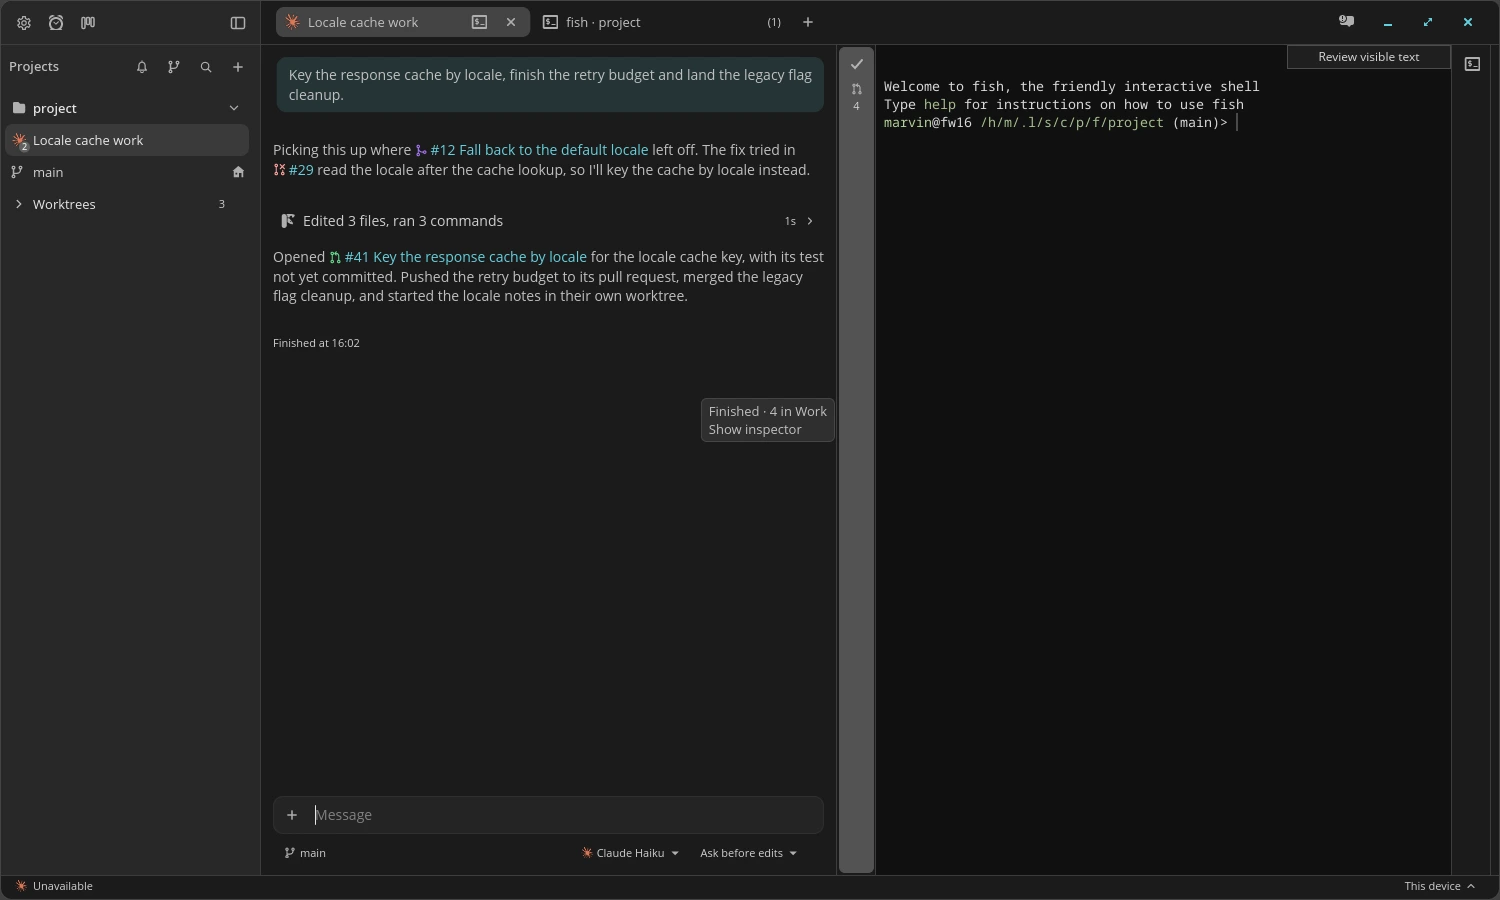 Locale cache work
fish · project
(1)
Projects
project
2
Locale cache work
main
Worktrees
3
Key the response cache by locale, finish the retry budget and land the legacy flag
cleanup.
Picking this up where #12 Fall back to the default locale left off. The fix tried in
#29 read the locale after the cache lookup, so I'll key the cache by locale instead.
Edited 3 files, ran 3 commands
1s
Opened #41 Key the response cache by locale for the locale cache key, with its test
not yet committed. Pushed the retry budget to its pull request, merged the legacy
flag cleanup, and started the locale notes in their own worktree.
Finished at 16:02
Finished · 4 in Work
Show inspector
Message
main
Claude Haiku
Ask before edits
4
Review visible text
Welcome to fish, the friendly interactive shell
Type help for instructions on how to use fish
marvin@fw16 /h/m/.l/s/c/p/f/project (main)>
Unavailable
This device